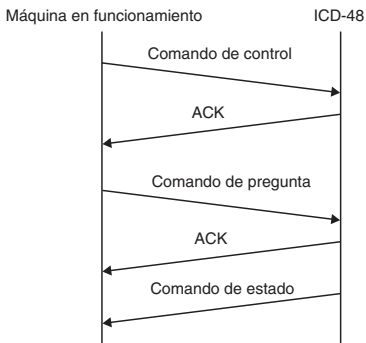 Máquina en funcionamiento
ICD-48
Comando de control
ACK
Comando de pregunta
ACK
Comando de estado